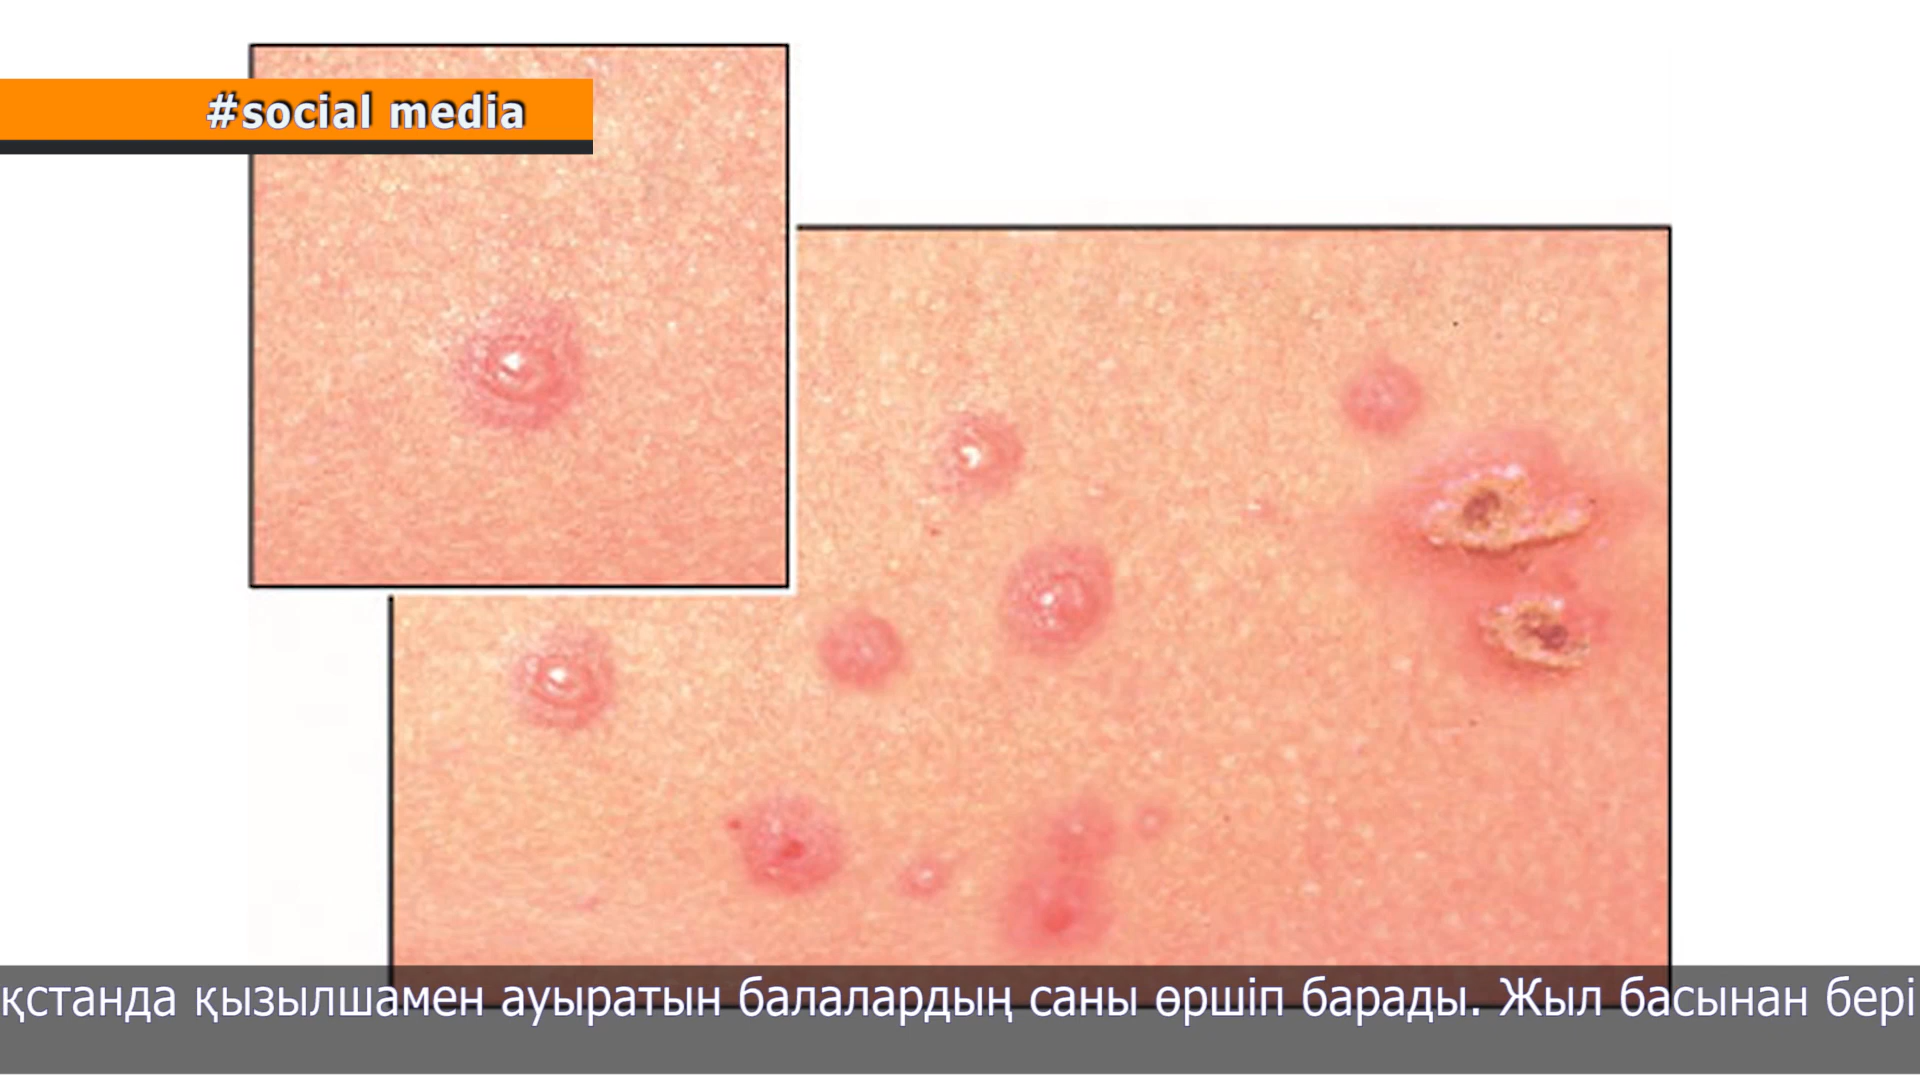 #social media
қстанда қызылшамен ауыратын балалардың саны өршіп барады. Жыл басынан бері